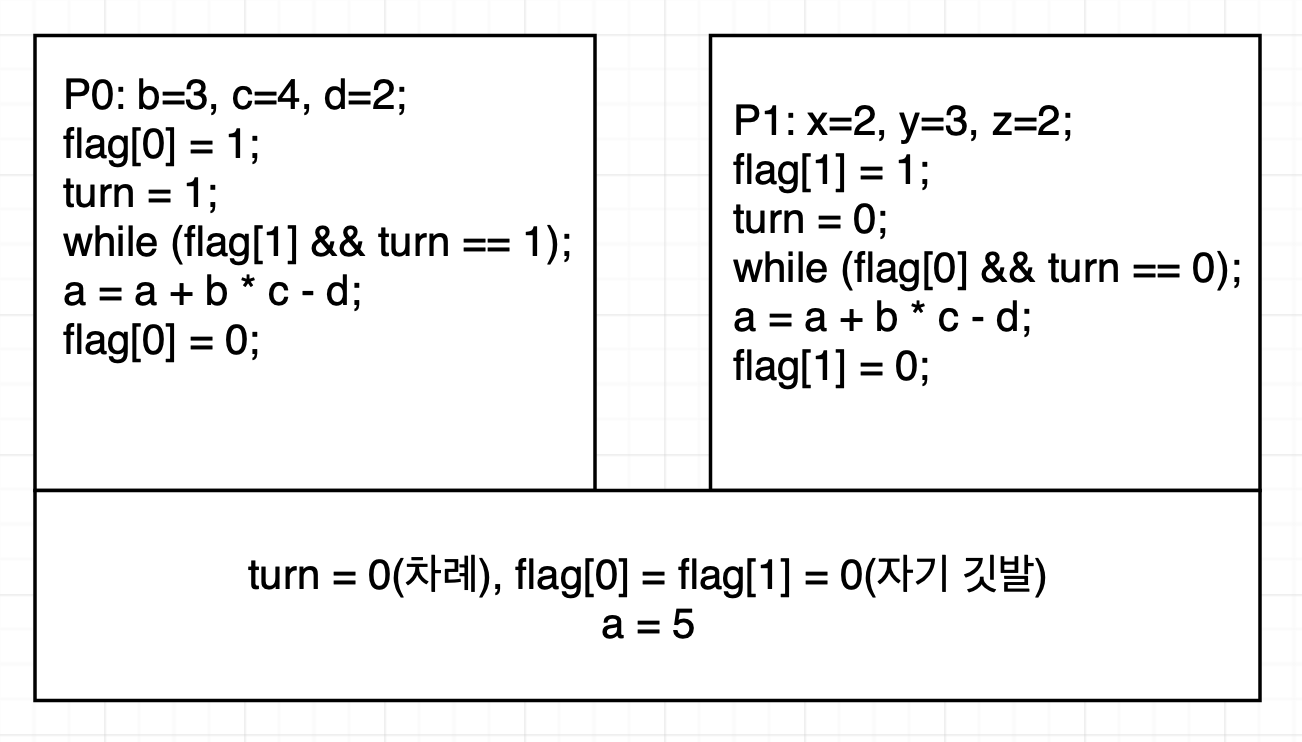 P0: b=3, c=4, d=2;
flag[0] = 1;
turn = 1;
while (flag[1] && turn == 1);
a = a + b * c - d;
flag[0] = 0;
P1: x=2, y=3, z=2;
flag[1] = 1;
turn = 0;
while (flag[0] && turn == 0);
a = a + b * c - d;
flag[1] = 0;
turn = 0(차례), flag[0] = flag[1] = 0(자기 깃발)
a = 5